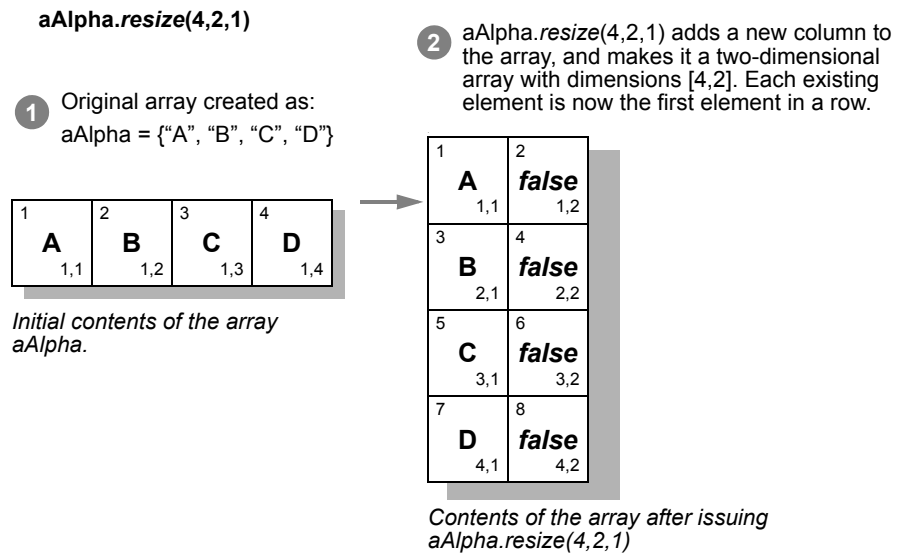 aAlpha.resize(4,2,1)
1
Original array created as:
aAlpha = {“A”, “B”, “C”, “D”}
1 2 3 4
A B C D
1,1 1,2 1,3 1,4
Initial contents of the array
aAlpha.
2
aAlpha.resize(4,2,1) adds a new column to
the array, and makes it a two-dimensional
array with dimensions [4,2]. Each existing
element is now the first element in a row.
1 2
A false
1,1 1,2
3 4
B false
2,1 2,2
5 6
C false
3,1 3,2
7 8
D false
4,1 4,2
Contents of the array after issuing
aAlpha.resize(4,2,1)